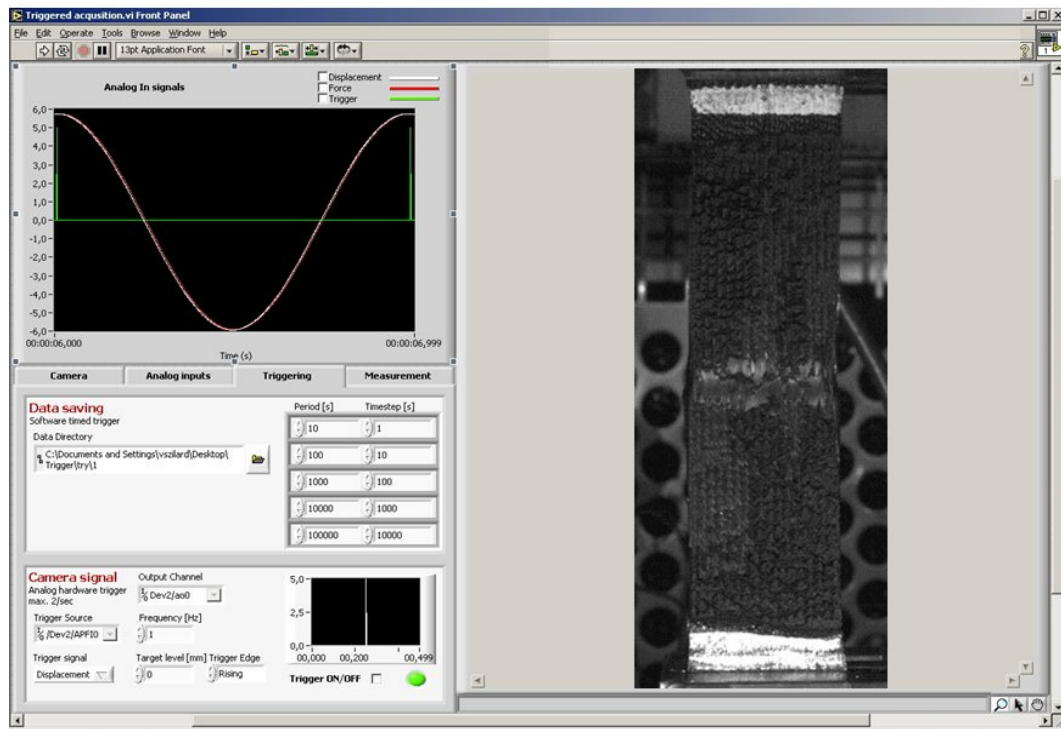 Triggered acqusition.vi Front Panel
File Edit Operate Tools Browse Window Help
13pt Application Font
1
Analog In signals
Displacement
Force
Trigger
6,0
5,0
4,0
3,0
2,0
1,0
0,0
-1,0
-2,0
-3,0
-4,0
-5,0
-6,0
00:00:06,000 00:00:06,999
Time (s)
Camera Analog inputs Triggering Measurement
Data saving
Software timed trigger
Data Directory
C:\Documents and Settings\vszilard\Desktop\
Trigger\try\1
Period [s] Timestep [s]
10 1
100 10
1000 100
10000 1000
100000 10000
Camera signal
Analog hardware trigger
max. 2/sec
Output Channel
Dev2/ao0
Trigger Source Frequency [Hz]
/Dev2/APFI0 1
Trigger signal Target level [mm] Trigger Edge
Displacement 0 Rising
5,0
2,5
0,0
00,000 00,200 00,499
Trigger ON/OFF